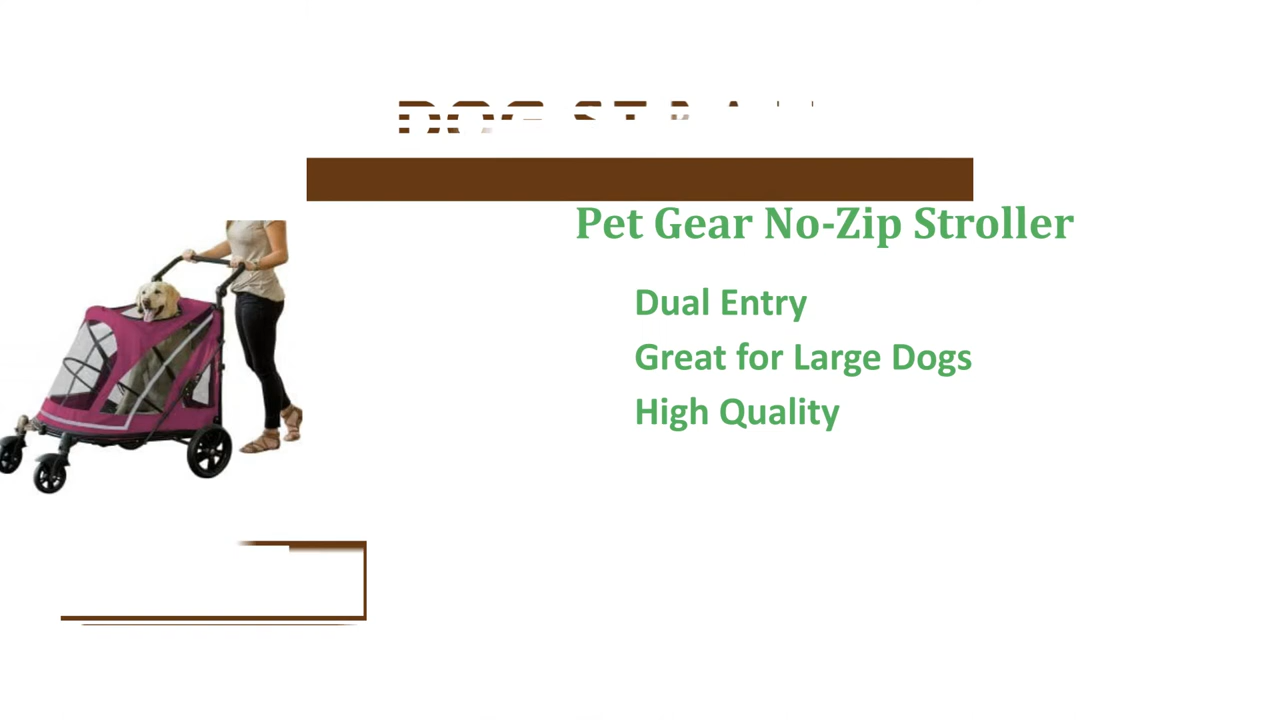 Pet Gear No-Zip Stroller
Dual Entry
Great for Large Dogs
High Quality